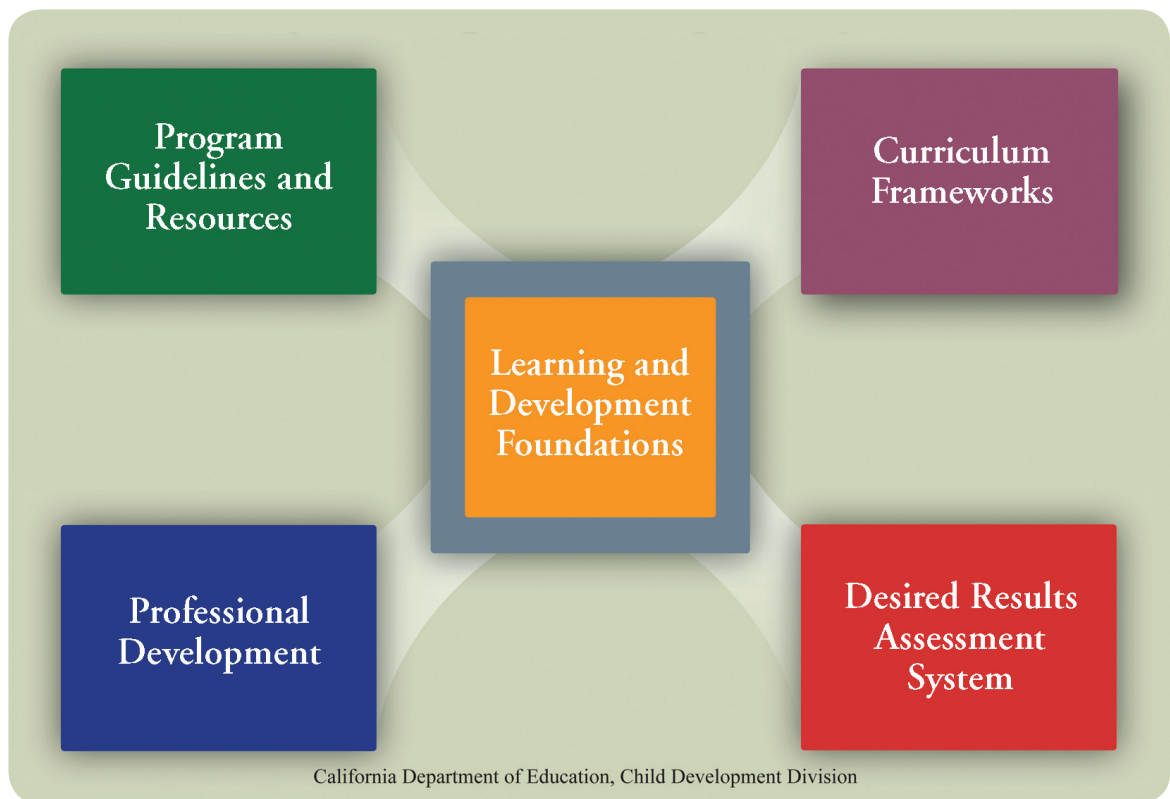 Program
Guidelines and
Resources
Curriculum
Frameworks
Learning and
Development
Foundations
Professional
Development
Desired Results
Assessment
System
California Department of Education, Child Development Division